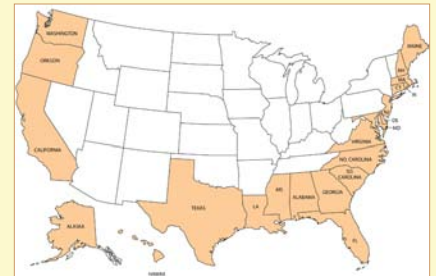 WASHINGTON
MAINE
OREGON
NH
MA
CT
RI
DE
MD
VIRGINIA
CALIFORNIA
NO. CAROLINA
SO.
CAROLINA
MS
ALABAMA
GEORGIA
TEXAS
LA
ALASKA
FL
HAWAII